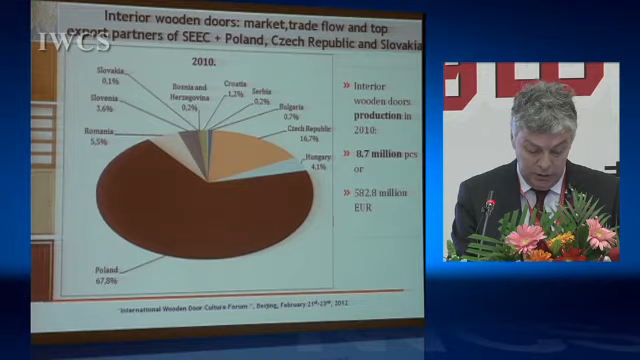 IWCS
Interior wooden doors: market,trade flow and top
export partners of SEEC + Poland, Czech Republic and Slovakia
2010.
Slovakia
0,1%
Bosnia and
Herzegovina
0.2%
Croatia
1,2%
Serbia
0.2%
Bulgaria
0.7%
Slovenia
3,6%
Romania
5,5%
Czech Republic
16,7%
Hungary
4.1%
Poland
67,8%
» Interior
wooden doors
production in
2010:
» 8.7 million pcs
or
» 582.8 million
EUR
"International Wooden Door Culture Forum ", Beijing, February 21st-23rd, 2012